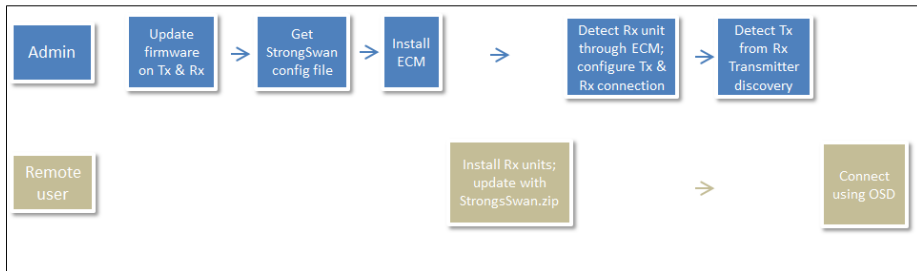 Admin
Update
firmware
on Tx & Rx
Get
StrongSwan
config file
Install
ECM
Detect Rx unit
through ECM;
configure Tx &
Rx connection
Detect Tx
from Rx
Transmitter
discovery
Remote
user
Install Rx units;
update with
StrongsSwan.zip
Connect
using OSD